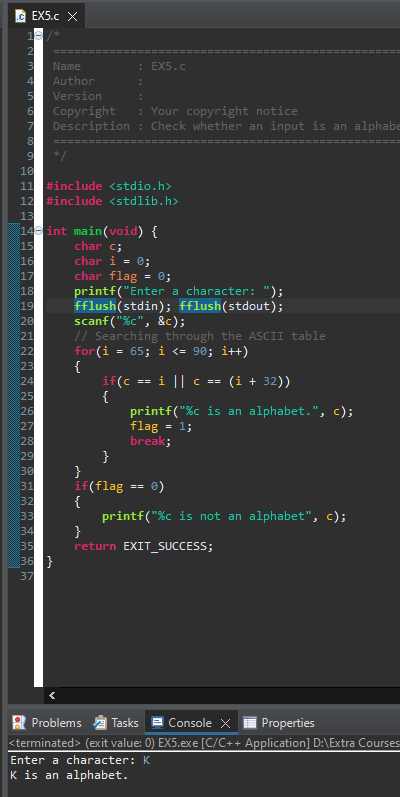 EX5.c
1 /*
2 ==================================================
3 Name        : EX5.c
4 Author      :
5 Version     :
6 Copyright   : Your copyright notice
7 Description : Check whether an input is an alphabe
8 ==================================================
9 */
10
11 #include <stdio.h>
12 #include <stdlib.h>
13
14 int main(void) {
15     char c;
16     char i = 0;
17     char flag = 0;
18     printf("Enter a character: ");
19     fflush(stdin); fflush(stdout);
20     scanf("%c", &c);
21     // Searching through the ASCII table
22     for(i = 65; i <= 90; i++)
23     {
24         if(c == i || c == (i + 32))
25         {
26             printf("%c is an alphabet.", c);
27             flag = 1;
28             break;
29         }
30     }
31     if(flag == 0)
32     {
33         printf("%c is not an alphabet", c);
34     }
35     return EXIT_SUCCESS;
36 }
37
Problems Tasks Console Properties
<terminated> (exit value: 0) EX5.exe [C/C++ Application] D:\Extra Courses
Enter a character: K
K is an alphabet.